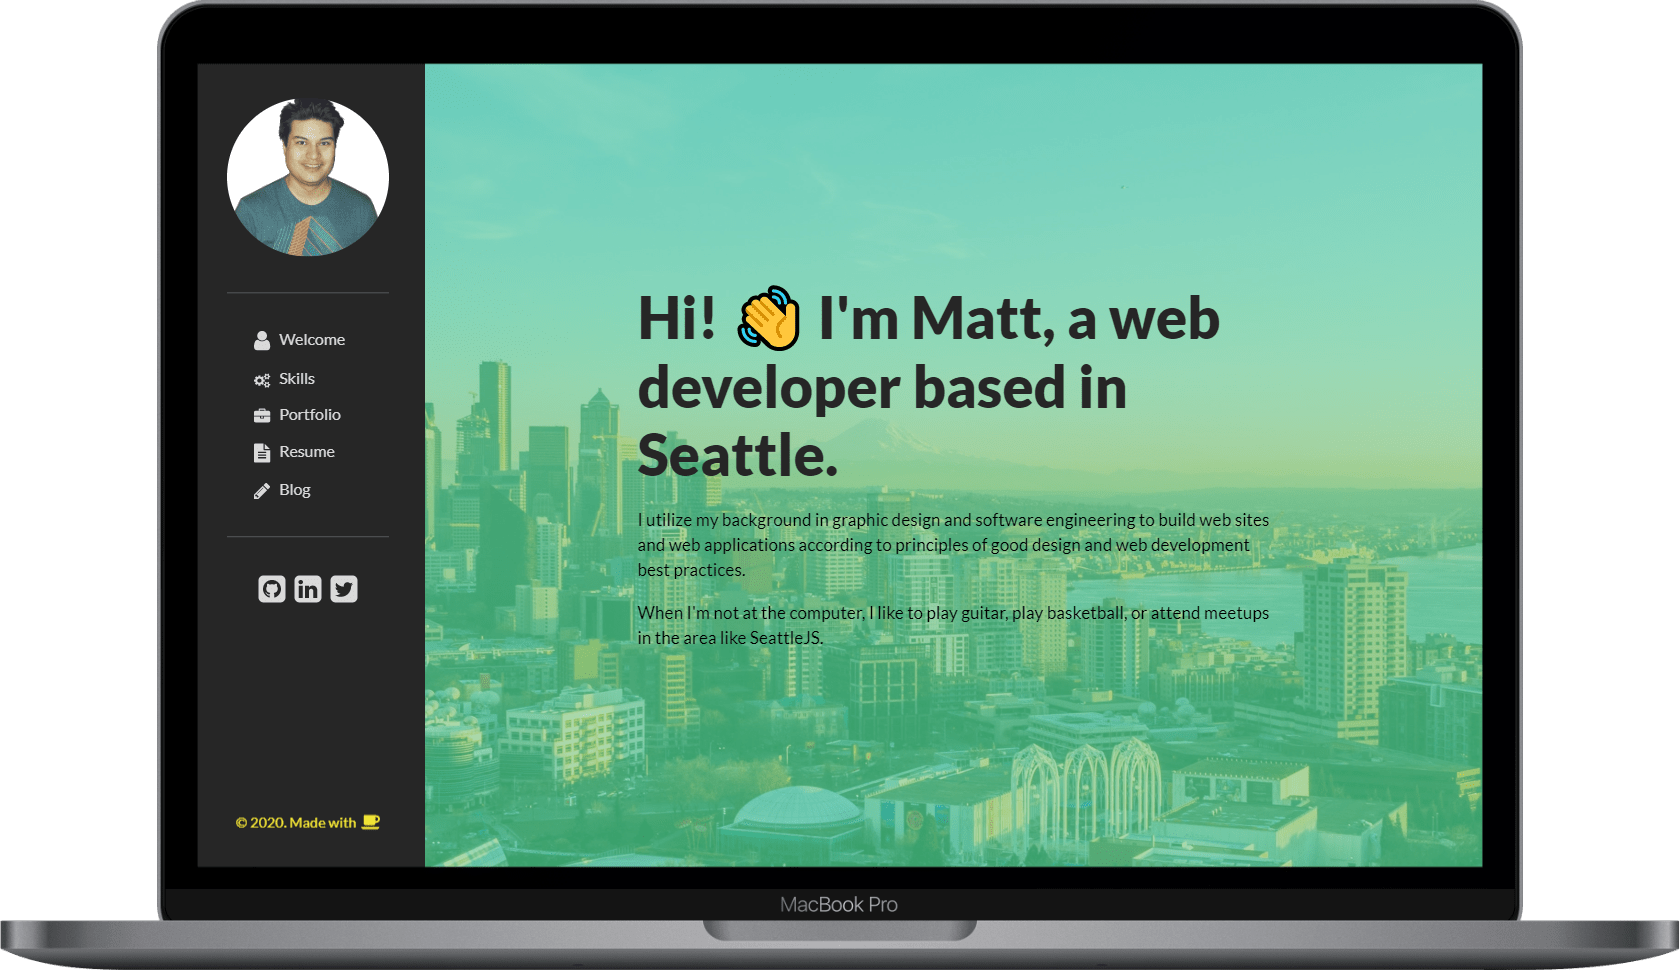 Welcome
Skills
Portfolio
Resume
Blog
in
© 2020. Made with
Hi! 👋 I'm Matt, a web
developer based in
Seattle.
I utilize my background in graphic design and software engineering to build web sites
and web applications according to principles of good design and web development
best practices.
When I'm not at the computer, I like to play guitar, play basketball, or attend meetups
in the area like SeattleJS.
MacBook Pro